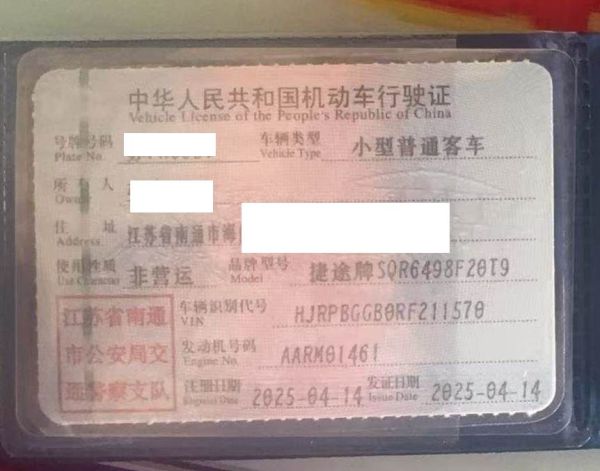 中华人民共和国机动车行驶证
Vehicle License of the People's Republic of China
号牌号码 车辆类型 小型普通客车
Plate No. Vehicle Type
所有人
Owner
住址 江苏省南通市海
Address
使用性质 非营运 品牌型号 捷途牌SQR6498F20T9
Use Character Model
江苏省南通 车辆识别代号 HJRPBGGB0RF211570
VIN
市公安局交 发动机号码 AARM01461
Engine No.
通警察支队 注册日期 2025-04-14 发证日期 2025-04-14
Register Date Issue Date